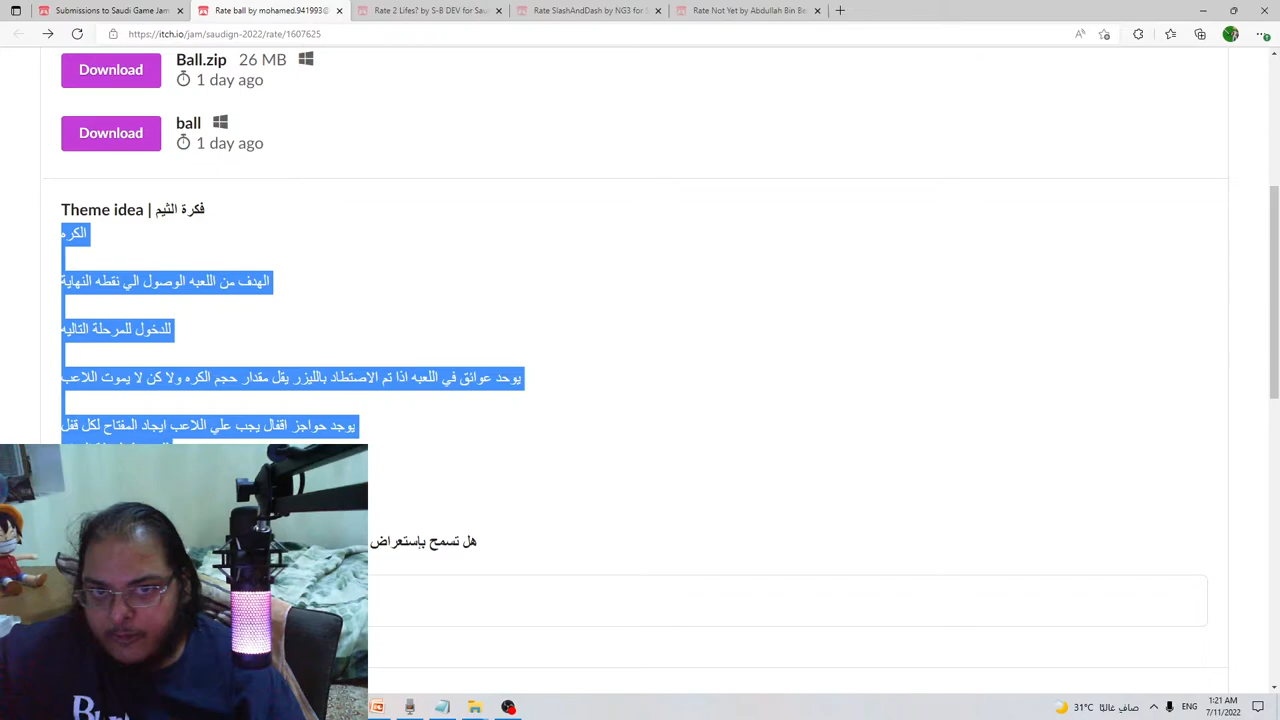 Submissions to Saudi Game Jam
Rate ball by mohamed.941993@
Rate 2 Lifes? by S-B DEV for Sau
Rate SlashAndDash by NG3 for S
Rate Not Yet by Abdullah Bin Be
https://itch.io/jam/saudign-2022/rate/1607625
Download
Ball.zip 26 MB
1 day ago
Download
ball
1 day ago
Theme idea | فكرة الثيم
الكره
الهدف من اللعبه الوصول الي نقطه النهاية
للدخول للمرحلة التاليه
يوحد عوائق في اللعبه اذا تم الاصتطاد بالليزر يقل مقدار حجم الكره ولا كن لا يموت اللاعب
يوجد حواجز اقفال يجب علي اللاعب ايجاد المفتاح لكل قفل
هل تسمح بإستعراض
31°C صافٍ غالبًا
ENG
1:21 AM
7/11/2022